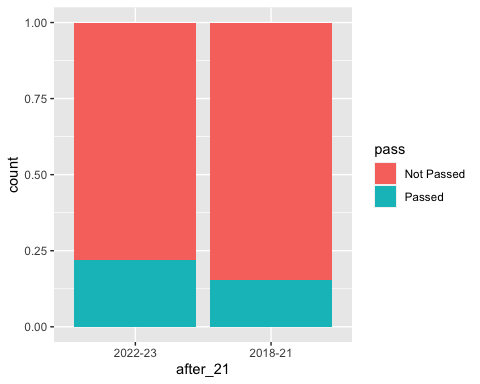 1.00
0.75
0.50
0.25
0.00
count
2022-23
2018-21
after_21
pass
Not Passed
Passed